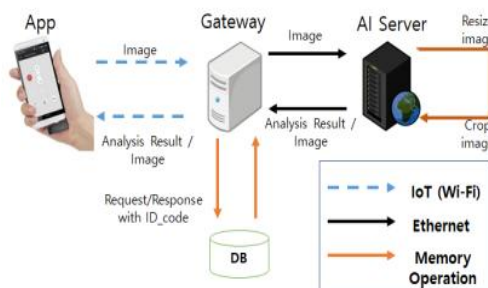 App
Gateway
AI Server
Image
Image
Analysis Result /
Image
Analysis Result /
Image
Request/Response
with ID_code
DB
IoT (Wi-Fi)
Ethernet
Memory
Operation